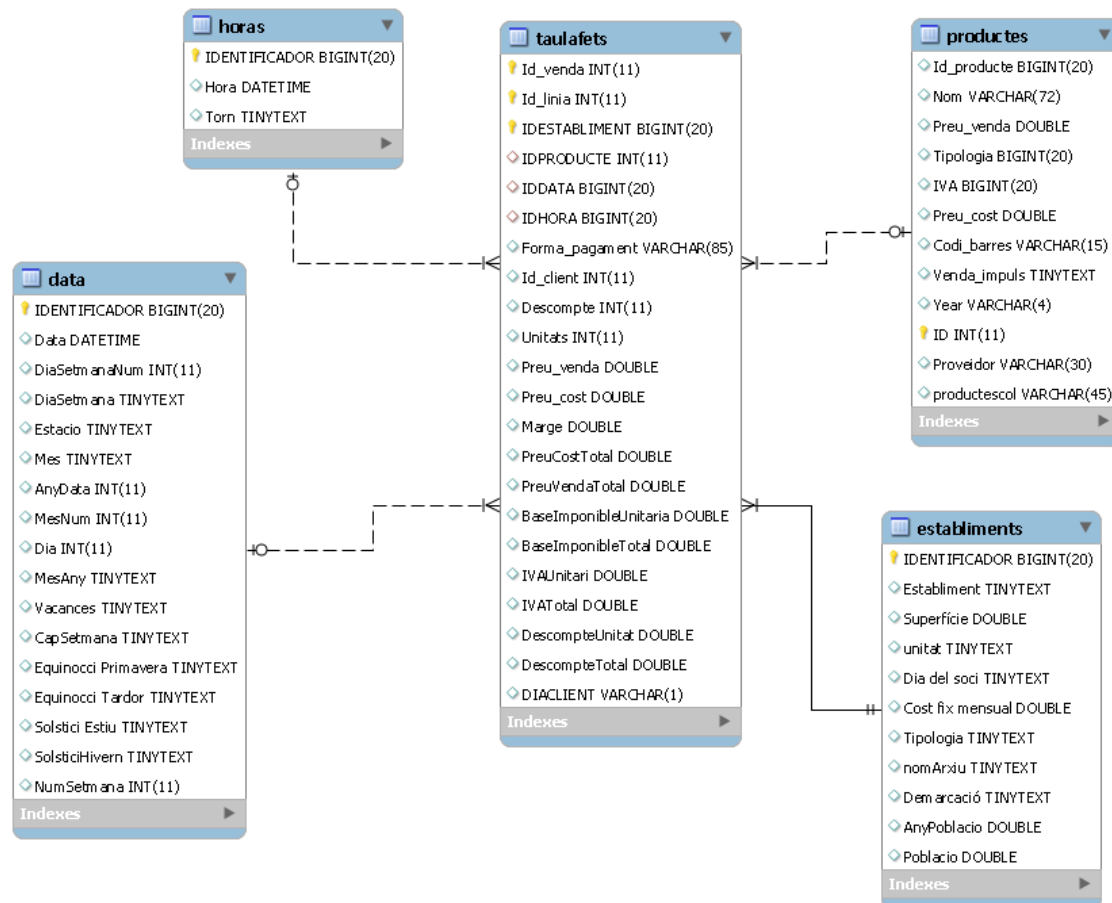 horas
IDENTIFICADOR BIGINT(20)
Hora DATETIME
Torn TINYTEXT
Indexes
data
IDENTIFICADOR BIGINT(20)
Data DATETIME
DiaSetmanaNum INT(11)
DiaSetmana TINYTEXT
Estacio TINYTEXT
Mes TINYTEXT
AnyData INT(11)
MesNum INT(11)
Dia INT(11)
MesAny TINYTEXT
Vacances TINYTEXT
CapSetmana TINYTEXT
Equinocci Primavera TINYTEXT
Equinocci Tardor TINYTEXT
Solstici Estiu TINYTEXT
SolsticiHivern TINYTEXT
NumSetmana INT(11)
Indexes
taulafets
Id_venda INT(11)
Id_linia INT(11)
IDESTABLIMENT BIGINT(20)
IDPRODUCTE INT(11)
IDDATA BIGINT(20)
IDHORA BIGINT(20)
Forma_pagament VARCHAR(85)
Id_client INT(11)
Descompte INT(11)
Unitats INT(11)
Preu_venda DOUBLE
Preu_cost DOUBLE
Marge DOUBLE
PreuCostTotal DOUBLE
PreuVendaTotal DOUBLE
BaseImponibleUnitaria DOUBLE
BaseImponibleTotal DOUBLE
IVAUnitari DOUBLE
IVATotal DOUBLE
DescompteUnitat DOUBLE
DescompteTotal DOUBLE
DIACLIENT VARCHAR(1)
Indexes
productes
Id_producte BIGINT(20)
Nom VARCHAR(72)
Preu_venda DOUBLE
Tipologia BIGINT(20)
IVA BIGINT(20)
Preu_cost DOUBLE
Codi_barres VARCHAR(15)
Venda_impuls TINYTEXT
Year VARCHAR(4)
ID INT(11)
Proveidor VARCHAR(30)
productescol VARCHAR(45)
Indexes
establiments
IDENTIFICADOR BIGINT(20)
Establiment TINYTEXT
Superfície DOUBLE
unitat TINYTEXT
Dia del soci TINYTEXT
Cost fix mensual DOUBLE
Tipologia TINYTEXT
nomArxiu TINYTEXT
Demarcació TINYTEXT
AnyPoblacio DOUBLE
Poblacio DOUBLE
Indexes